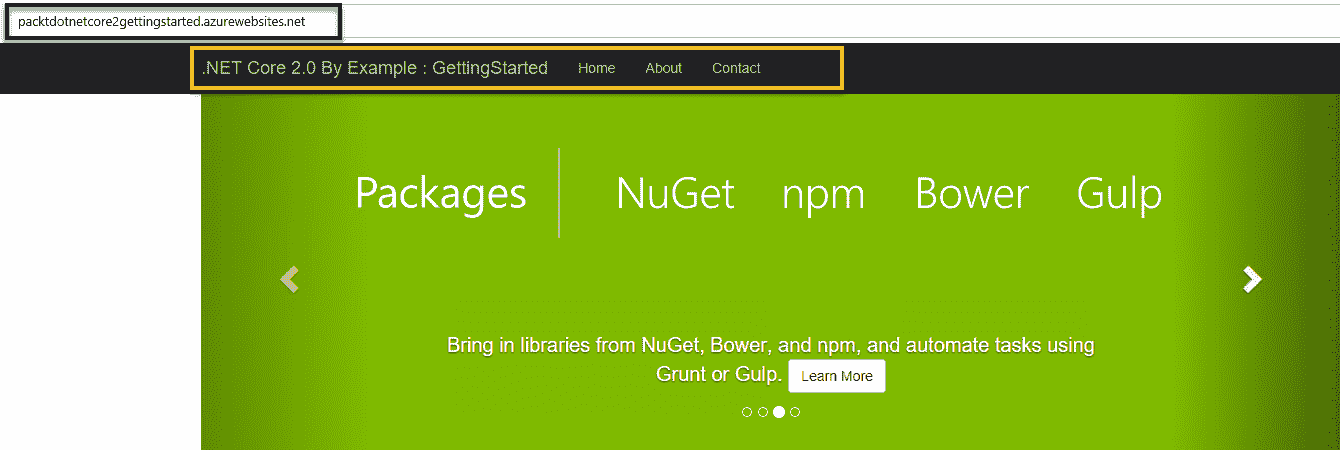 packtdotnetcore2gettingstarted.azurewebsites.net
.NET Core 2.0 By Example : GettingStarted Home About Contact
Packages NuGet npm Bower Gulp
Bring in libraries from NuGet, Bower, and npm, and automate tasks using
Grunt or Gulp. Learn More